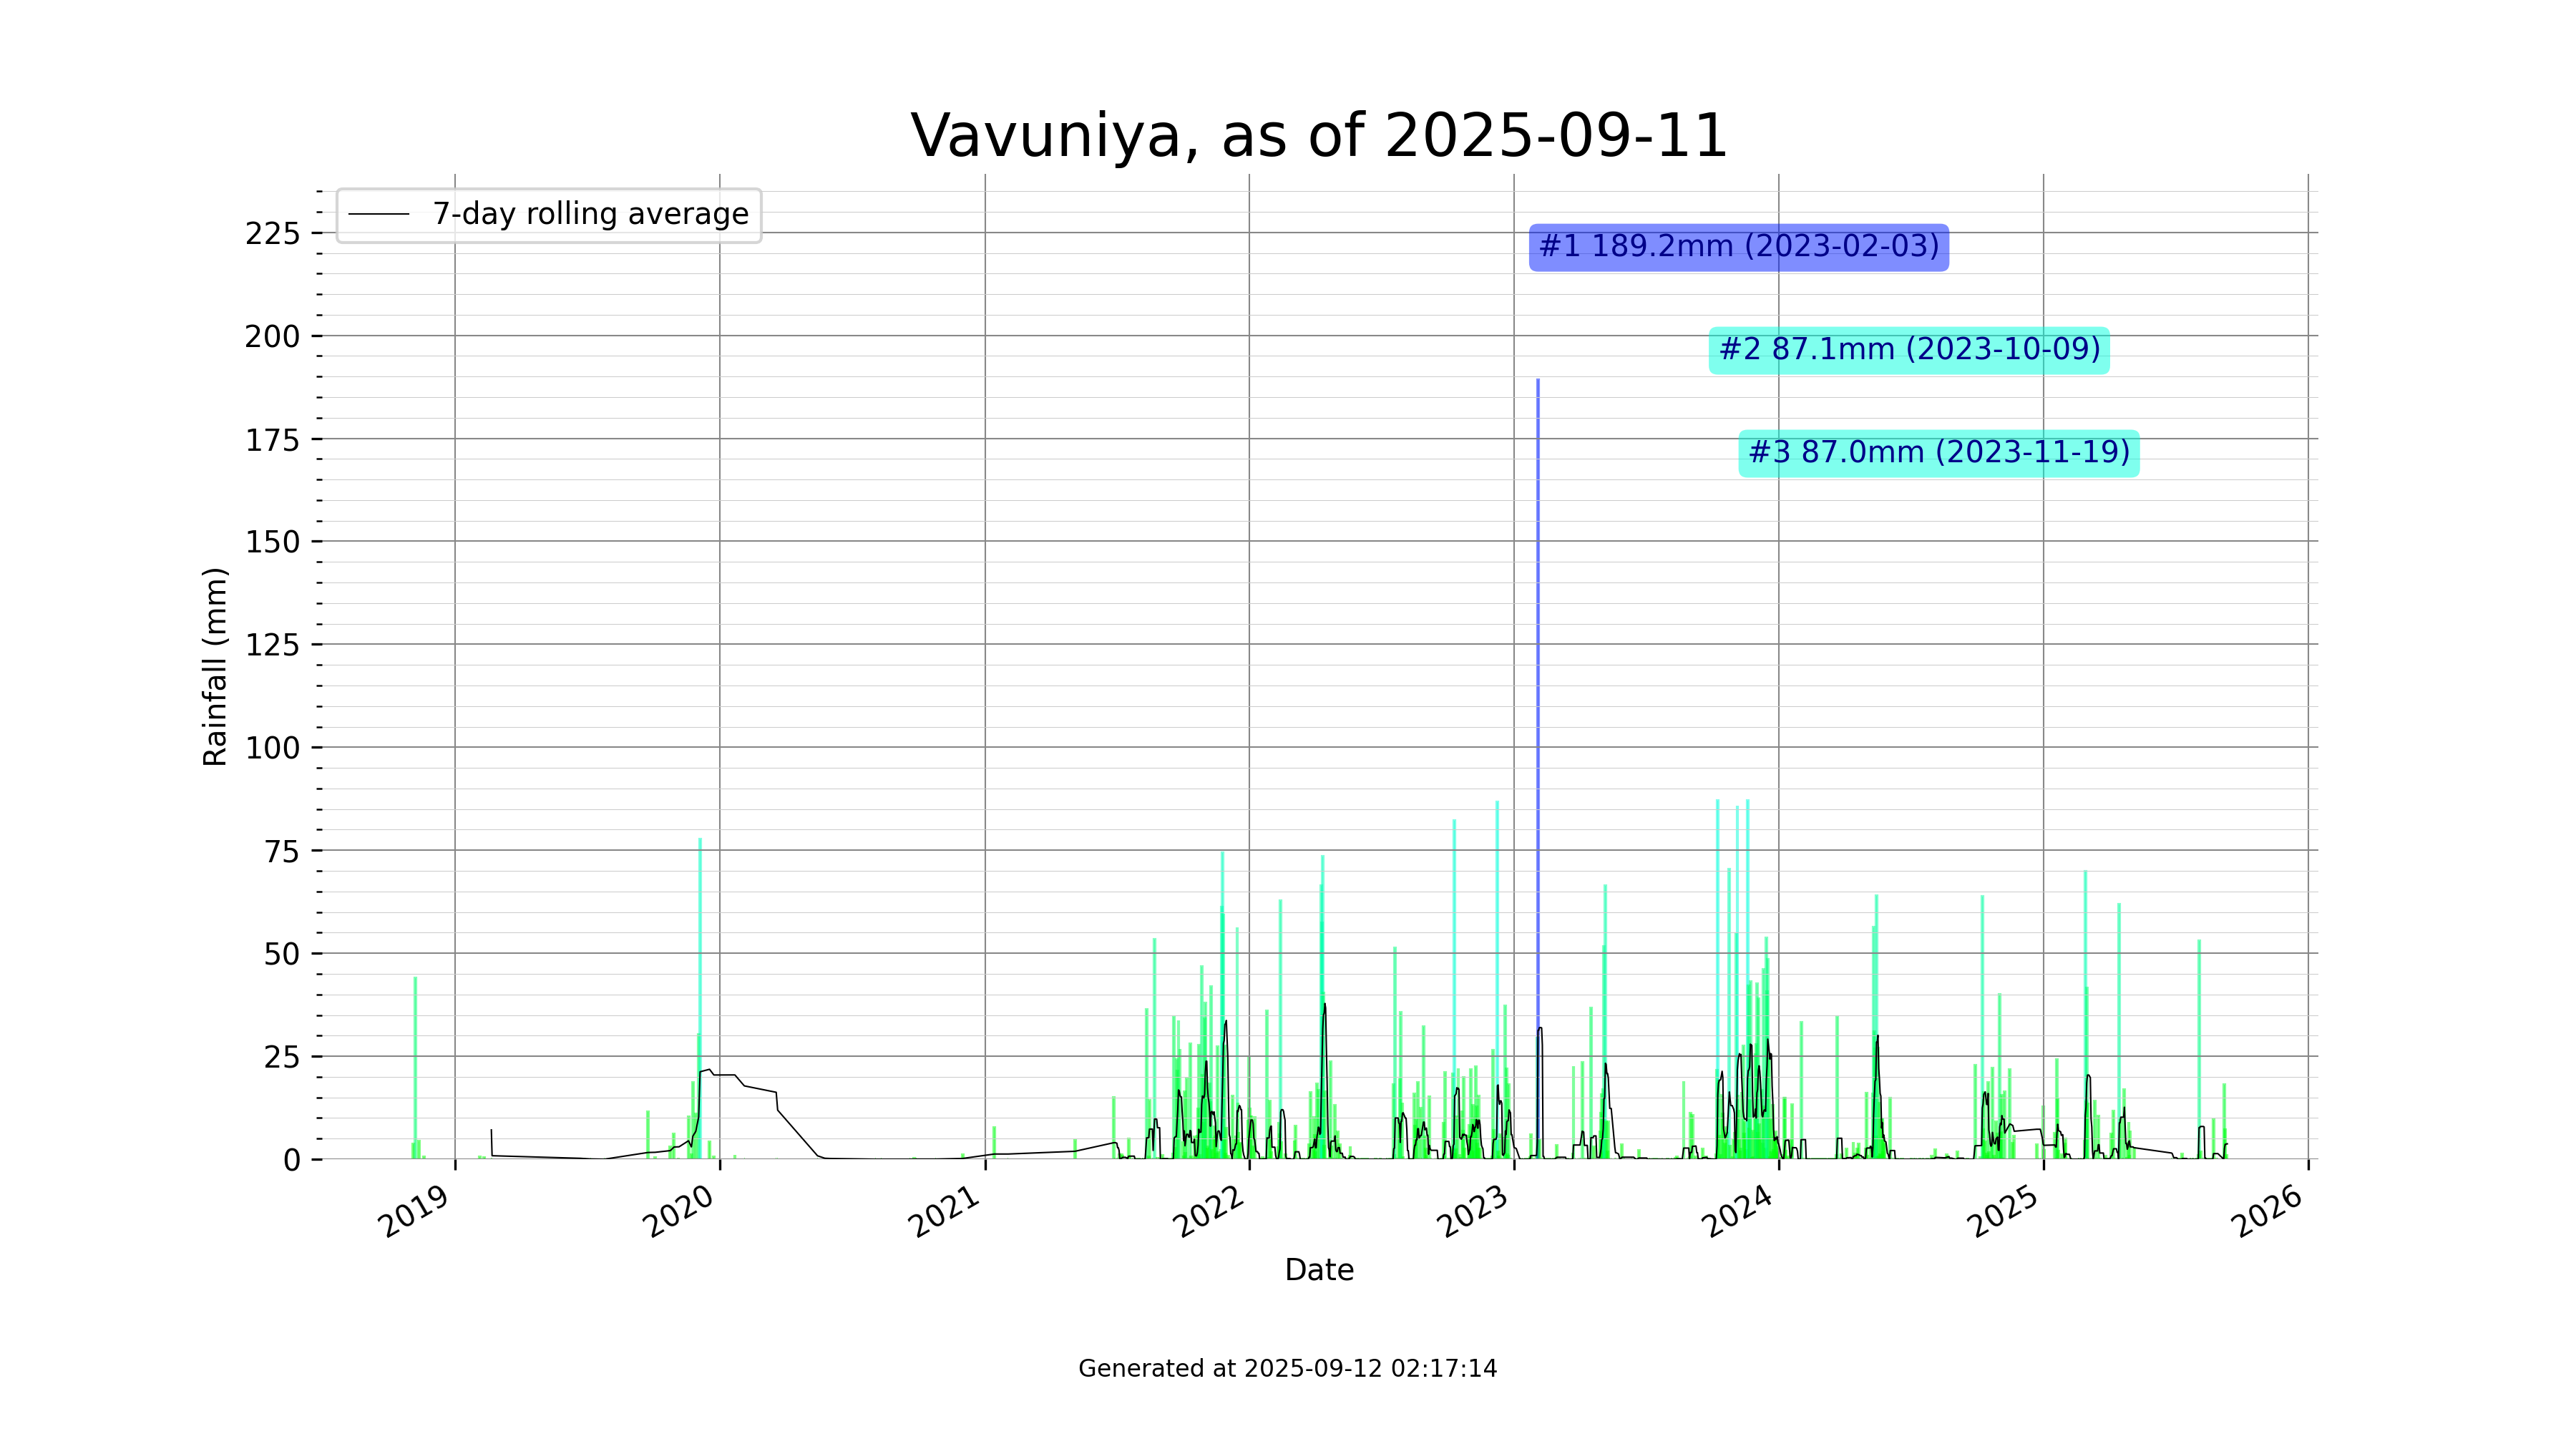 Vavuniya, as of 2025-09-11
7-day rolling average
#1 189.2mm (2023-02-03)
#2 87.1mm (2023-10-09)
#3 87.0mm (2023-11-19)
Rainfall (mm)
225
200
175
150
125
100
75
50
25
0
2019
2020
2021
2022
2023
2024
2025
2026
Date
Generated at 2025-09-12 02:17:14